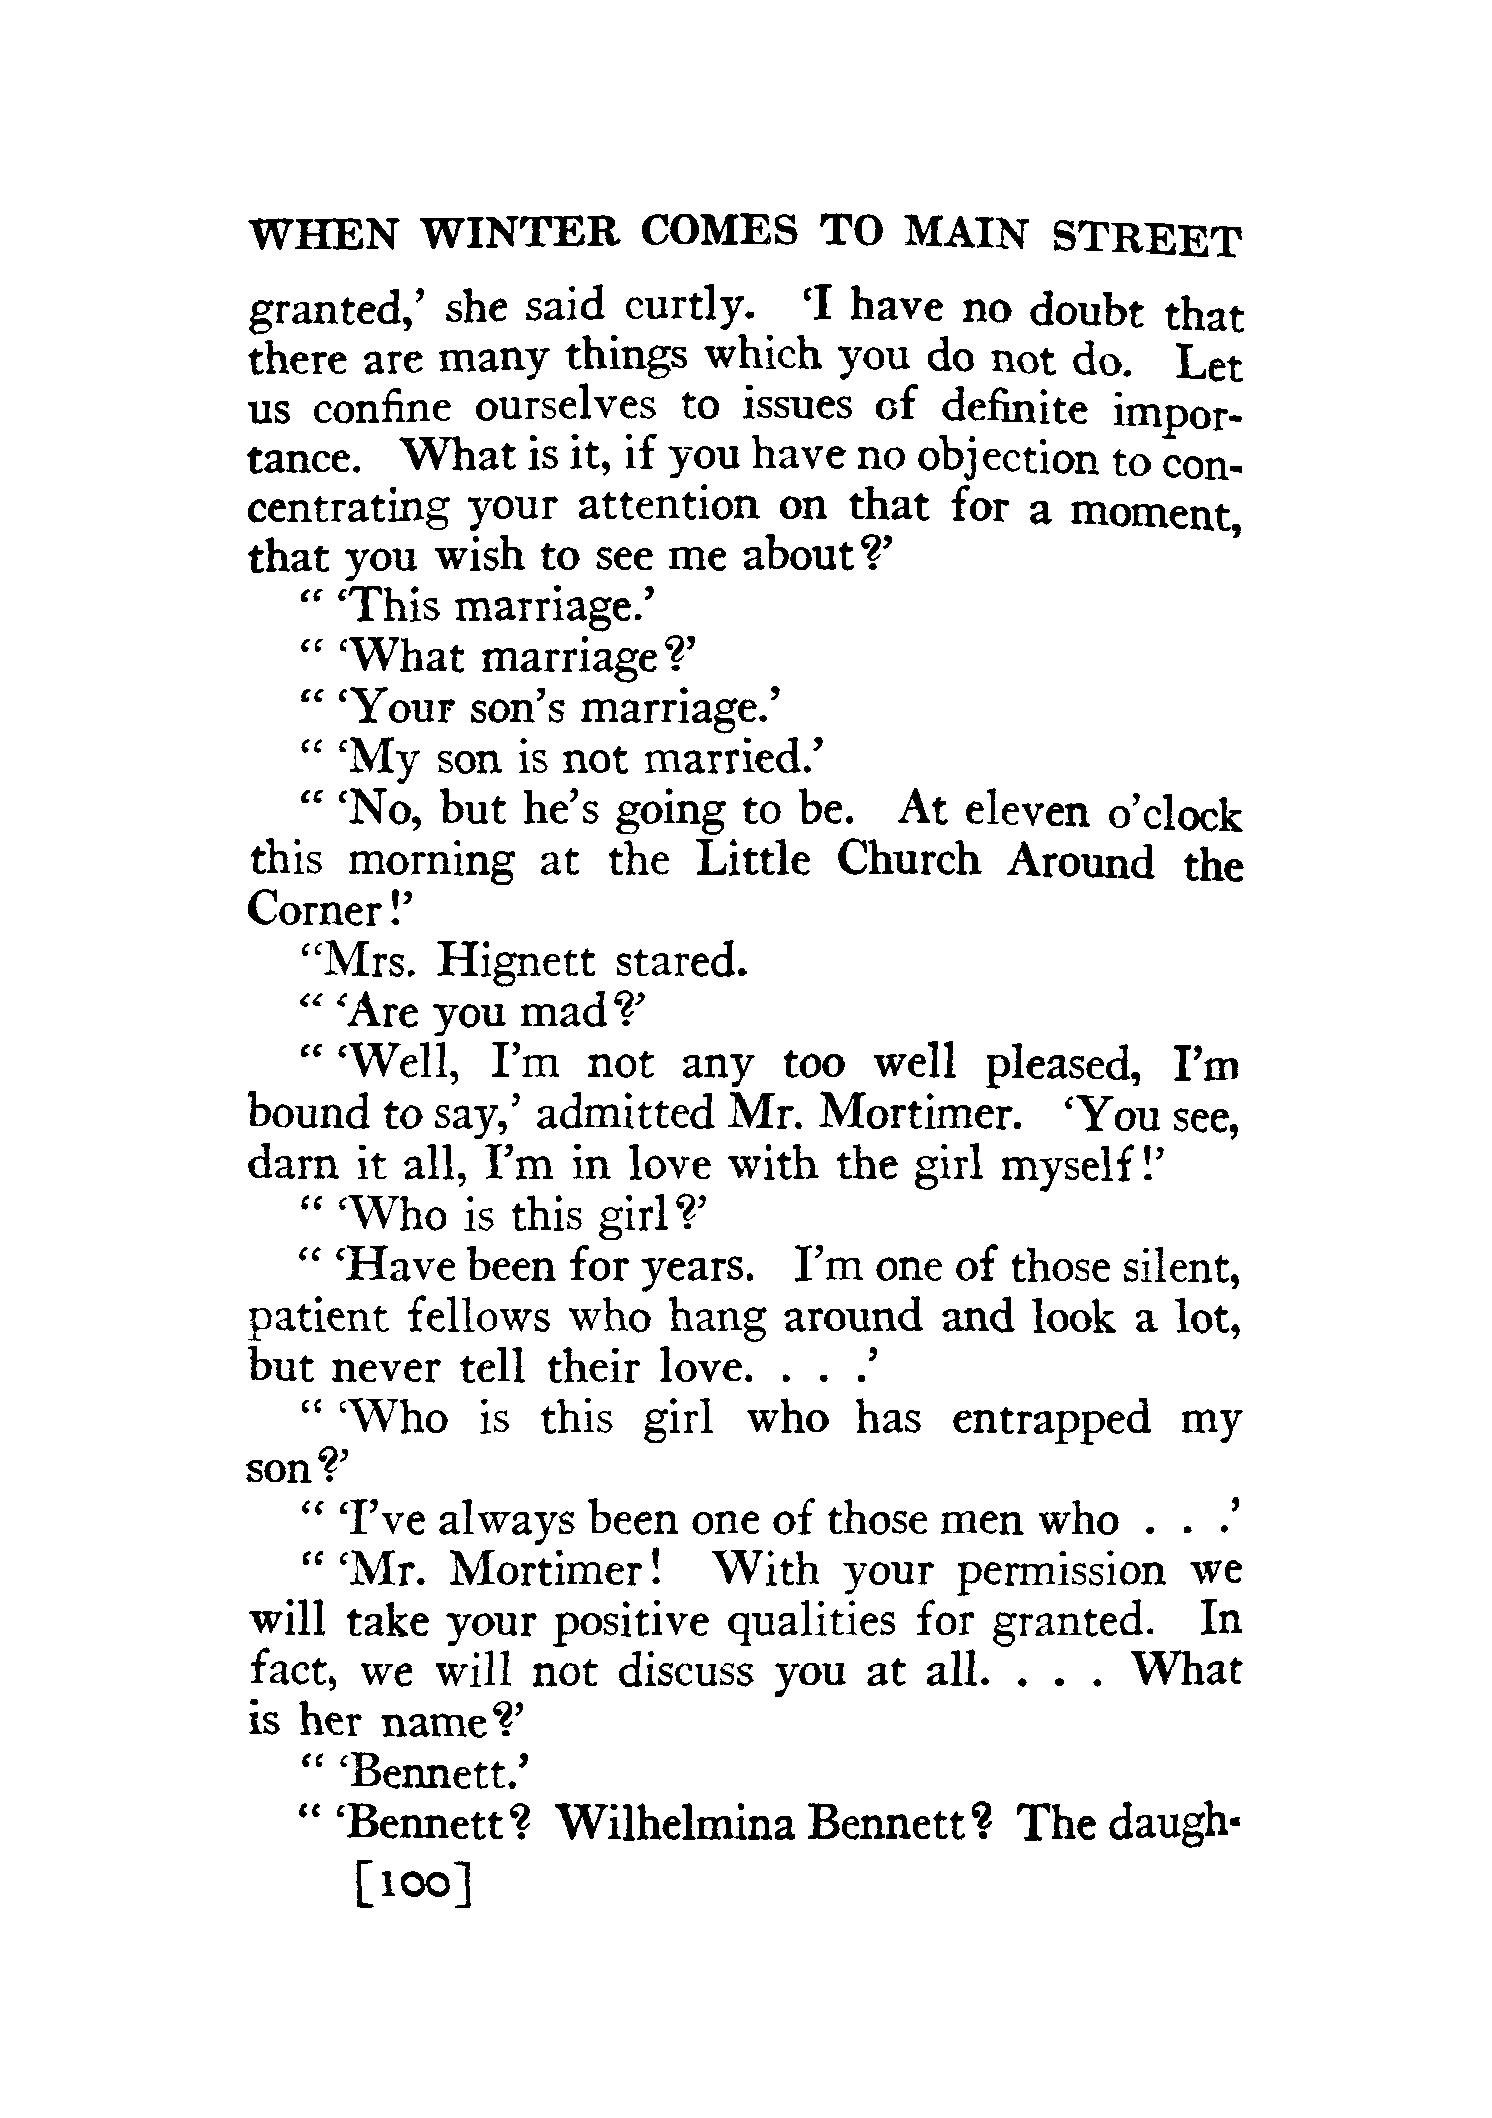 WHEN WINTER COMES TO MAIN STREET
granted,’ she said curtly. ‘I have no doubt that
there are many things which you do not do. Let
us confine ourselves to issues of definite impor-
tance. What is it, if you have no objection to con-
centrating your attention on that for a moment,
that you wish to see me about?’
“ ‘This marriage.’
“ ‘What marriage?’
“ ‘Your son’s marriage.’
“ ‘My son is not married.’
“ ‘No, but he’s going to be. At eleven o’clock
this morning at the Little Church Around the
Corner!’
“Mrs. Hignett stared.
“ ‘Are you mad?’
“ ‘Well, I’m not any too well pleased, I’m
bound to say,’ admitted Mr. Mortimer. ‘You see,
darn it all, I’m in love with the girl myself!’
“ ‘Who is this girl?’
“ ‘Have been for years. I’m one of those silent,
patient fellows who hang around and look a lot,
but never tell their love. . . .’
“ ‘Who is this girl who has entrapped my
son?’
“ ‘I’ve always been one of those men who . . .’
“ ‘Mr. Mortimer! With your permission we
will take your positive qualities for granted. In
fact, we will not discuss you at all. . . . What
is her name?’
“ ‘Bennett.’
“ ‘Bennett? Wilhelmina Bennett? The daugh-
[100]